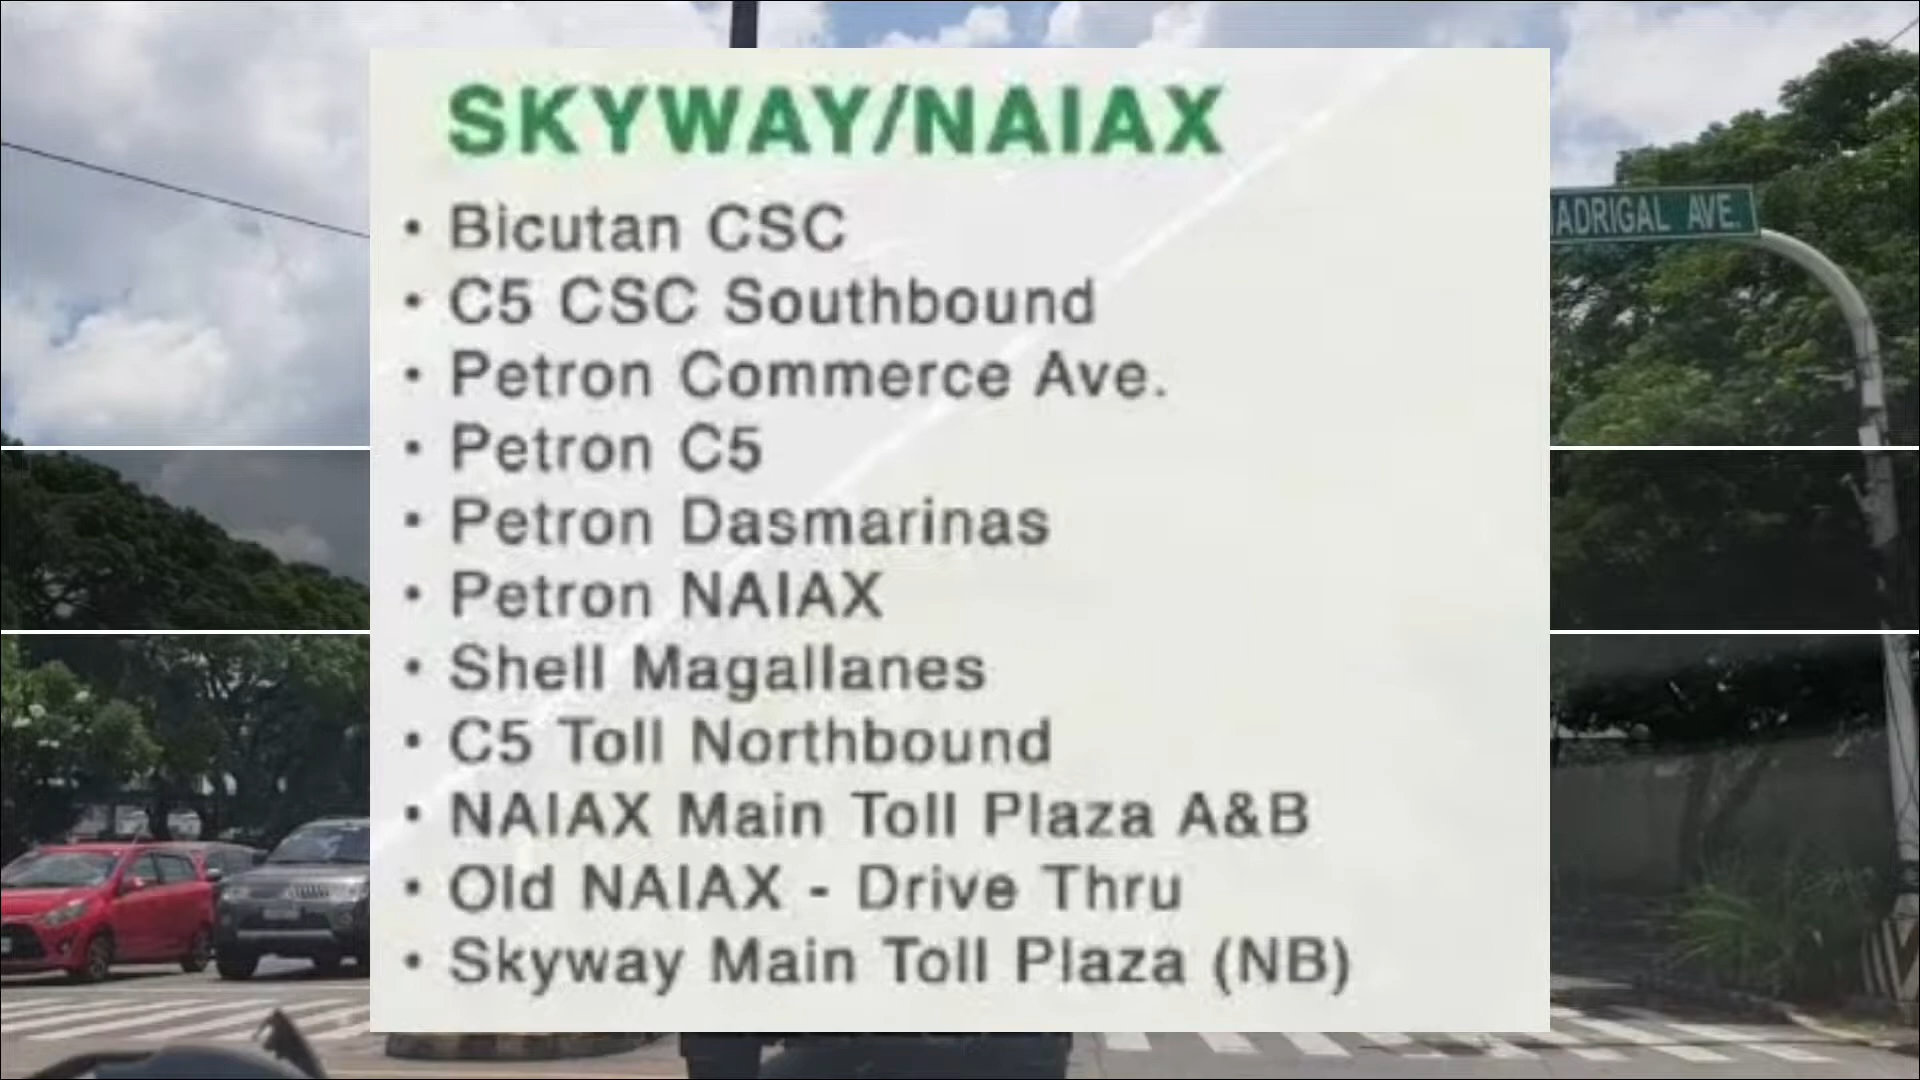 SKYWAY/NAIAX
• Bicutan CSC
• C5 CSC Southbound
• Petron Commerce Ave.
• Petron C5
• Petron Dasmarinas
• Petron NAIAX
• Shell Magallanes
• C5 Toll Northbound
• NAIAX Main Toll Plaza A&B
• Old NAIAX - Drive Thru
• Skyway Main Toll Plaza (NB)
ADRIGAL AVE.